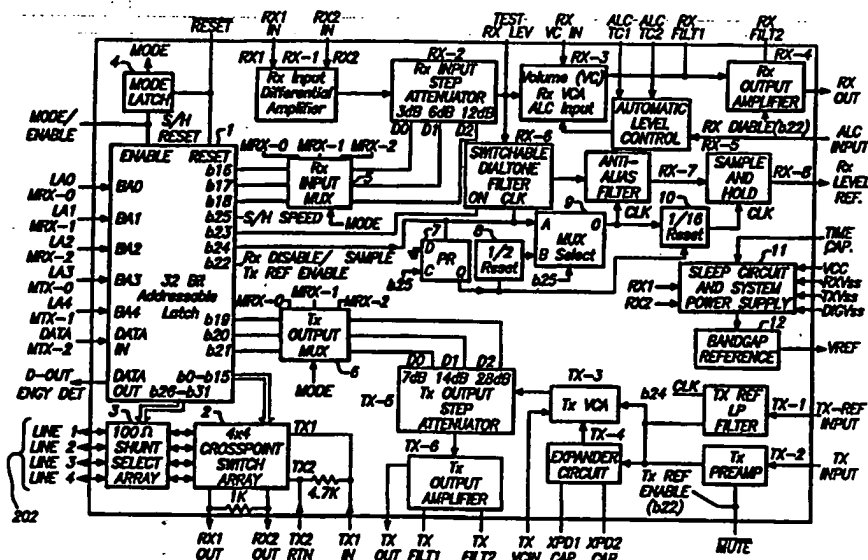 RESET
RX1 IN
RX2 IN
TEST-
RX LEV
RX
VC IN
ALC
TC1
ALC
TC2
RX
FILT1
RX
FILT2
MODE
4
MODE
LATCH
RX1
RX-1
RX2
Rx Input
Differential
Amplifier
RX-2
Rx INPUT
STEP
ATTENUATOR
3dB 6dB 12dB
D0
D1
D2
RX-3
Volume (VC)
Rx VCA
ALC Input
RX-4
Rx
OUTPUT
AMPLIFIER
RX
OUT
AUTOMATIC
LEVEL
CONTROL
RX
DIABLE(b22)
ALC
INPUT
MODE/
ENABLE
S/H
RESET
1
ENABLE
RESET
MRX-0
MRX-1
MRX-2
Rx
INPUT
MUX
5
MODE
RX-6
SWITCHABLE
DIALTONE
FILTER
ON CLK
ANTI-
ALIAS
FILTER
RX-7
CLK
RX-5
SAMPLE
AND
HOLD
RX-8
CLK
Rx
LEVEL
REF.
LA0
MRX-0
LA1
MRX-1
LA2
MRX-2
LA3
MTX-0
LA4
MTX-1
DATA
MTX-2
D-OUT
ENGY DET
BA0
BA1
BA2
BA3
BA4
DATA
IN
DATA
OUT
32 Bit
Addressable
Latch
b16
b17
b18
b25
b23
b24
b22
b19
b20
b21
b0-b15
b26-b31
S/H SPEED
Rx DISABLE/ SAMPLE
Tx REF ENABLE
7
D
PR
C
Q
b25
8
1/2
Reset
9
A
O
B
MUX
Select
b25
10
1/16
Reset
TIME
CAP.
11
SLEEP CIRCUIT
AND SYSTEM
POWER SUPPLY
RX1
RX2
VCC
RXVss
TXVss
DIGVss
12
BANDGAP
REFERENCE
VREF
MRX-0
MRX-1
MRX-2
Tx
OUTPUT
MUX
6
MODE
D0
D1
D2
7dB 14dB 28dB
Tx OUTPUT
STEP
ATTENUATOR
TX-5
TX-3
Tx VCA
TX-4
EXPANDER
CIRCUIT
b24
CLK
TX REF
LP
FILTER
TX-1
TX-REF
INPUT
TX-2
Tx
PREAMP
TX
INPUT
Tx REF
ENABLE
(b22)
MUTE
TX-6
Tx
OUTPUT
AMPLIFIER
3
100Ω
SHUNT
SELECT
ARRAY
2
4x4
CROSSPOINT
SWITCH
ARRAY
TX1
TX2
4.7K
1K
LINE 1
LINE 2
LINE 3
LINE 4
202
RX1
OUT
RX2
OUT
TX2
RTN
TX1
IN
TX
OUT
TX
FILT1
TX
FILT2
TX
VCIN
XPD1
CAP
XPD2
CAP